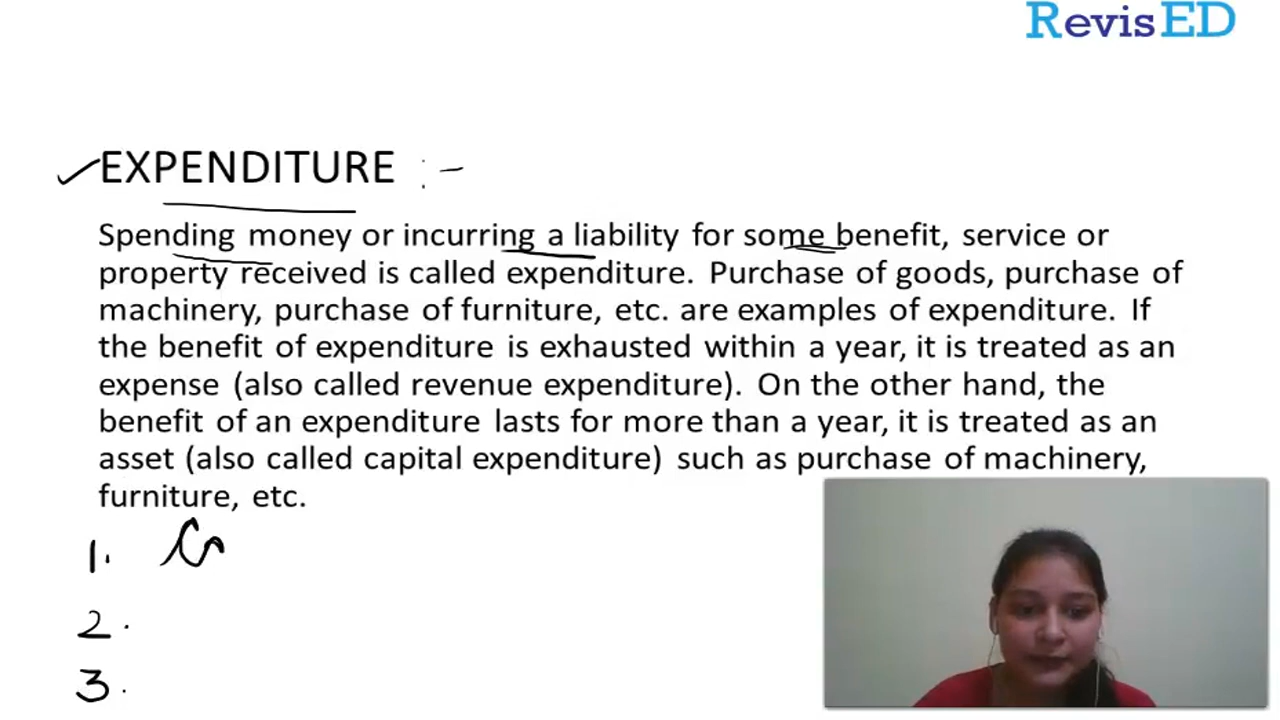 RevisED
EXPENDITURE :-
Spending money or incurring a liability for some benefit, service or
property received is called expenditure. Purchase of goods, purchase of
machinery, purchase of furniture, etc. are examples of expenditure. If
the benefit of expenditure is exhausted within a year, it is treated as an
expense (also called revenue expenditure). On the other hand, the
benefit of an expenditure lasts for more than a year, it is treated as an
asset (also called capital expenditure) such as purchase of machinery,
furniture, etc.
1.
2.
3.